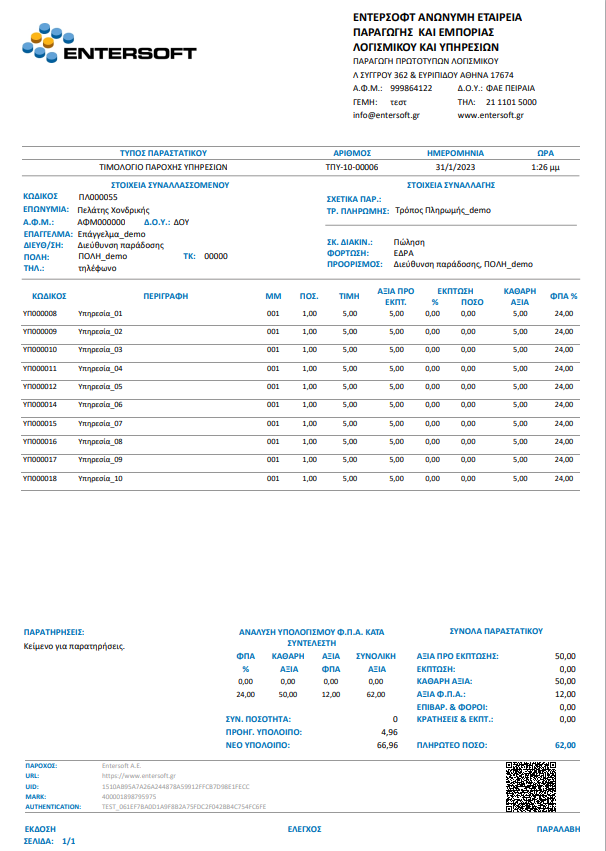 ENTERSOFT
ΕΝΤΕΡΣΟΦΤ ΑΝΩΝΥΜΗ ΕΤΑΙΡΕΙΑ
ΠΑΡΑΓΩΓΗΣ ΚΑΙ ΕΜΠΟΡΙΑΣ
ΛΟΓΙΣΜΙΚΟΥ ΚΑΙ ΥΠΗΡΕΣΙΩΝ
ΠΑΡΑΓΩΓΗ ΠΡΩΤΟΤΥΠΩΝ ΛΟΓΙΣΜΙΚΟΥ
Λ ΣΥΓΓΡΟΥ 362 & ΕΥΡΙΠΙΔΟΥ ΑΘΗΝΑ 17674
Α.Φ.Μ.: 999864122 Δ.Ο.Υ.: ΦΑΕ ΠΕΙΡΑΙΑ
ΓΕΜΗ: τεστ ΤΗΛ: 21 1101 5000
info@entersoft.gr www.entersoft.gr
ΤΥΠΟΣ ΠΑΡΑΣΤΑΤΙΚΟΥ ΑΡΙΘΜΟΣ ΗΜΕΡΟΜΗΝΙΑ ΩΡΑ
ΤΙΜΟΛΟΓΙΟ ΠΑΡΟΧΗΣ ΥΠΗΡΕΣΙΩΝ ΤΠΥ-10-00006 31/1/2023 1:26 μμ
ΣΤΟΙΧΕΙΑ ΣΥΝΑΛΛΑΣΣΟΜΕΝΟΥ
ΚΩΔΙΚΟΣ ΠΛ000055
ΕΠΩΝΥΜΙΑ: Πελάτης Χονδρικής
Α.Φ.Μ.: ΑΦΜ000000 Δ.Ο.Υ.: ΔΟΥ
ΕΠΑΓΓΕΛΜΑ: Επάγγελμα_demo
ΔΙΕΥΘ/ΣΗ: Διεύθυνση παράδοσης
ΠΟΛΗ: ΠΟΛΗ_demo ΤΚ: 00000
ΤΗΛ.: τηλέφωνο
ΣΤΟΙΧΕΙΑ ΣΥΝΑΛΛΑΓΗΣ
ΣΧΕΤΙΚΑ ΠΑΡ.:
ΤΡ. ΠΛΗΡΩΜΗΣ: Τρόπος Πληρωμής_demo
ΣΚ. ΔΙΑΚΙΝ.: Πώληση
ΦΟΡΤΩΣΗ: ΕΔΡΑ
ΠΡΟΟΡΙΣΜΟΣ: Διεύθυνση παράδοσης, ΠΟΛΗ_demo
ΚΩΔΙΚΟΣ ΠΕΡΙΓΡΑΦΗ ΜΜ ΠΟΣ. ΤΙΜΗ ΑΞΙΑ ΠΡΟ ΕΚΠΤ. ΕΚΠΤΩΣΗ % ΠΟΣΟ ΚΑΘΑΡΗ ΑΞΙΑ ΦΠΑ %
ΥΠ000008 Υπηρεσία_01 001 1,00 5,00 5,00 0,00 0,00 5,00 24,00
ΥΠ000009 Υπηρεσία_02 001 1,00 5,00 5,00 0,00 0,00 5,00 24,00
ΥΠ000010 Υπηρεσία_03 001 1,00 5,00 5,00 0,00 0,00 5,00 24,00
ΥΠ000011 Υπηρεσία_04 001 1,00 5,00 5,00 0,00 0,00 5,00 24,00
ΥΠ000012 Υπηρεσία_05 001 1,00 5,00 5,00 0,00 0,00 5,00 24,00
ΥΠ000014 Υπηρεσία_06 001 1,00 5,00 5,00 0,00 0,00 5,00 24,00
ΥΠ000015 Υπηρεσία_07 001 1,00 5,00 5,00 0,00 0,00 5,00 24,00
ΥΠ000016 Υπηρεσία_08 001 1,00 5,00 5,00 0,00 0,00 5,00 24,00
ΥΠ000017 Υπηρεσία_09 001 1,00 5,00 5,00 0,00 0,00 5,00 24,00
ΥΠ000018 Υπηρεσία_10 001 1,00 5,00 5,00 0,00 0,00 5,00 24,00
ΠΑΡΑΤΗΡΗΣΕΙΣ:
Κείμενο για παρατηρήσεις.
ΑΝΑΛΥΣΗ ΥΠΟΛΟΓΙΣΜΟΥ Φ.Π.Α. ΚΑΤΑ
ΣΥΝΤΕΛΕΣΤΗ
ΦΠΑ ΚΑΘΑΡΗ ΑΞΙΑ ΣΥΝΟΛΙΚΗ
% ΑΞΙΑ ΦΠΑ ΑΞΙΑ
0,00 0,00 0,00 0,00
24,00 50,00 12,00 62,00
ΣΥΝ. ΠΟΣΟΤΗΤΑ: 0
ΠΡΟΗΓ. ΥΠΟΛΟΙΠΟ: 4,96
ΝΕΟ ΥΠΟΛΟΙΠΟ: 66,96
ΣΥΝΟΛΑ ΠΑΡΑΣΤΑΤΙΚΟΥ
ΑΞΙΑ ΠΡΟ ΕΚΠΤΩΣΗΣ: 50,00
ΕΚΠΤΩΣΗ: 0,00
ΚΑΘΑΡΗ ΑΞΙΑ: 50,00
ΑΞΙΑ Φ.Π.Α.: 12,00
ΕΠΙΒΑΡ. & ΦΟΡΟΙ: 0,00
ΚΡΑΤΗΣΕΙΣ & ΕΚΠΤ.: 0,00
ΠΛΗΡΩΤΕΟ ΠΟΣΟ: 62,00
ΠΑΡΟΧΟΣ: Entersoft A.E.
URL: https://www.entersoft.gr
UID:
MARK: 400001898795975
AUTHENTICATION:
ΕΚΔΟΣΗ ΕΛΕΓΧΟΣ ΠΑΡΑΛΑΒΗ
ΣΕΛΙΔΑ: 1/1